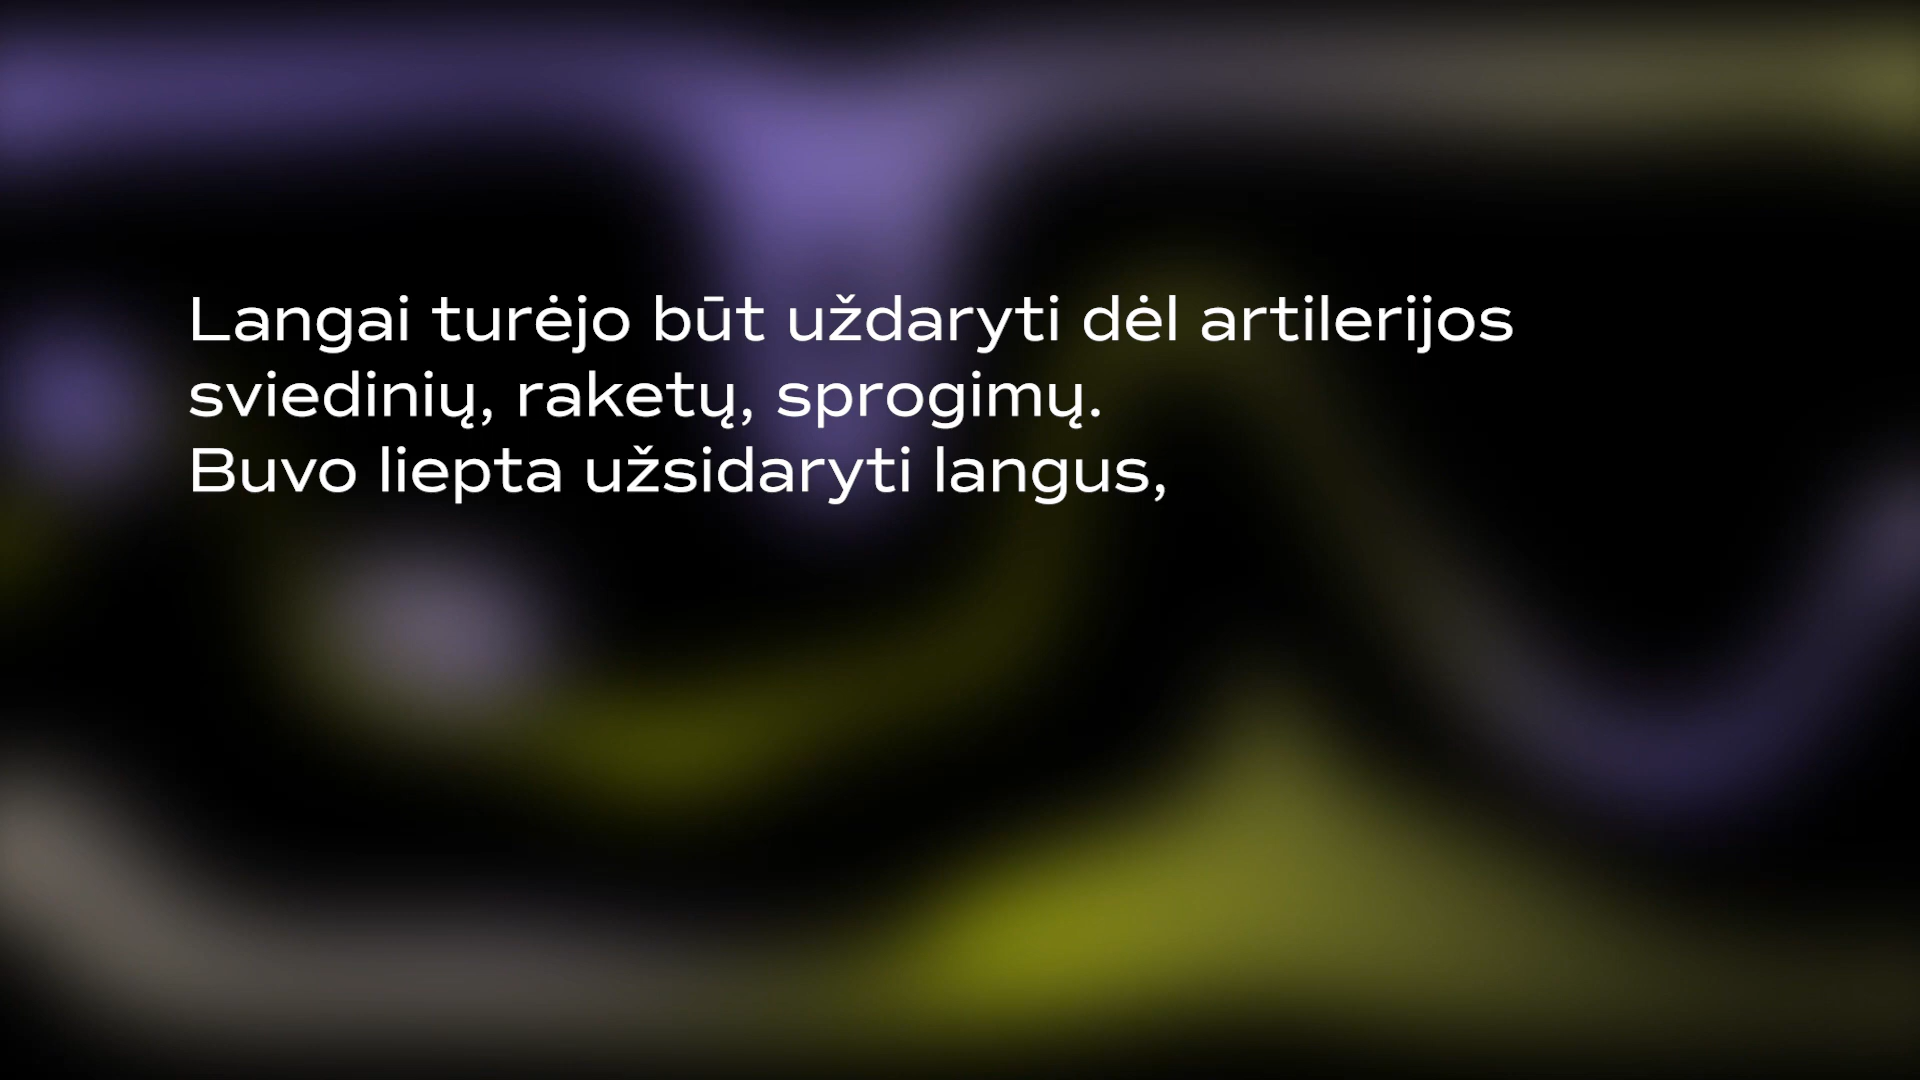 Langai turėjo būt uždaryti dėl artilerijos
sviedinių, raketų, sprogimų.
Buvo liepta užsidaryti langus,